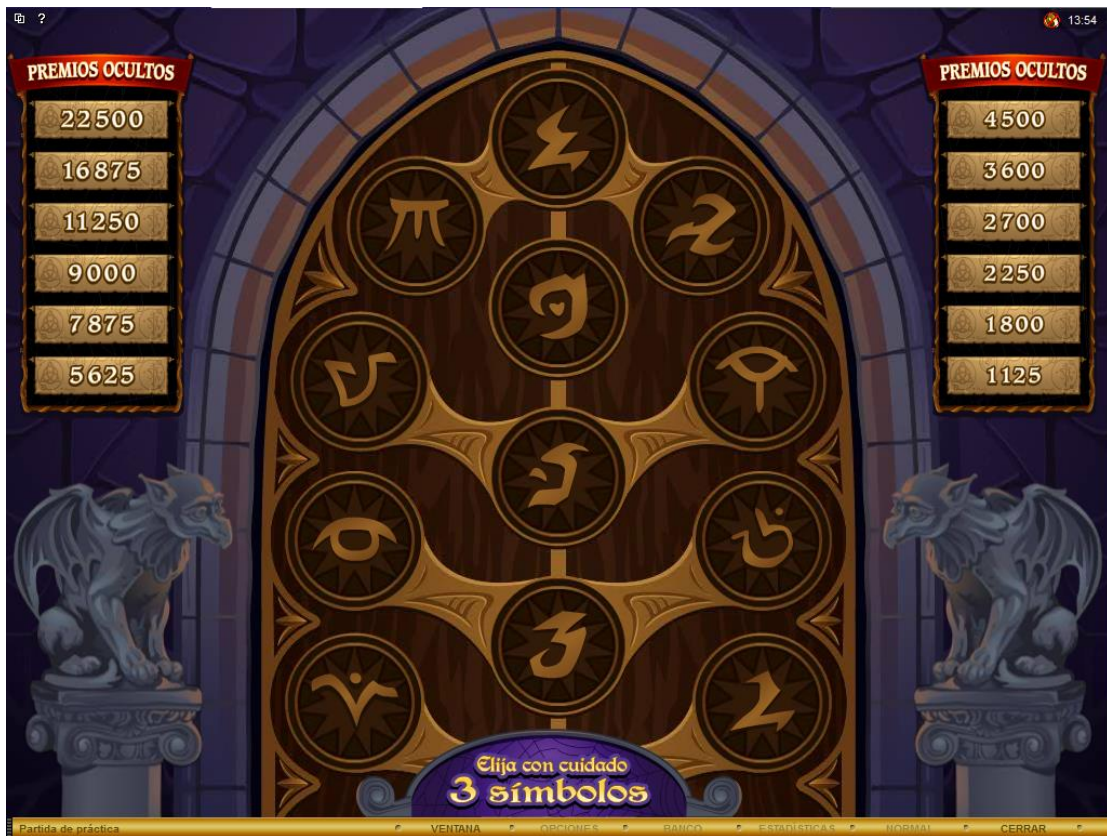 ?
13:54
PREMIOS OCULTOS
22500
16875
11250
9000
7875
5625
PREMIOS OCULTOS
4500
3600
2700
2250
1800
1125
Elija con cuidado
3 símbolos
Partida de práctica
VENTANA
OPCIONES
BANCO
ESTADÍSTICAS
NORMAL
CERRAR